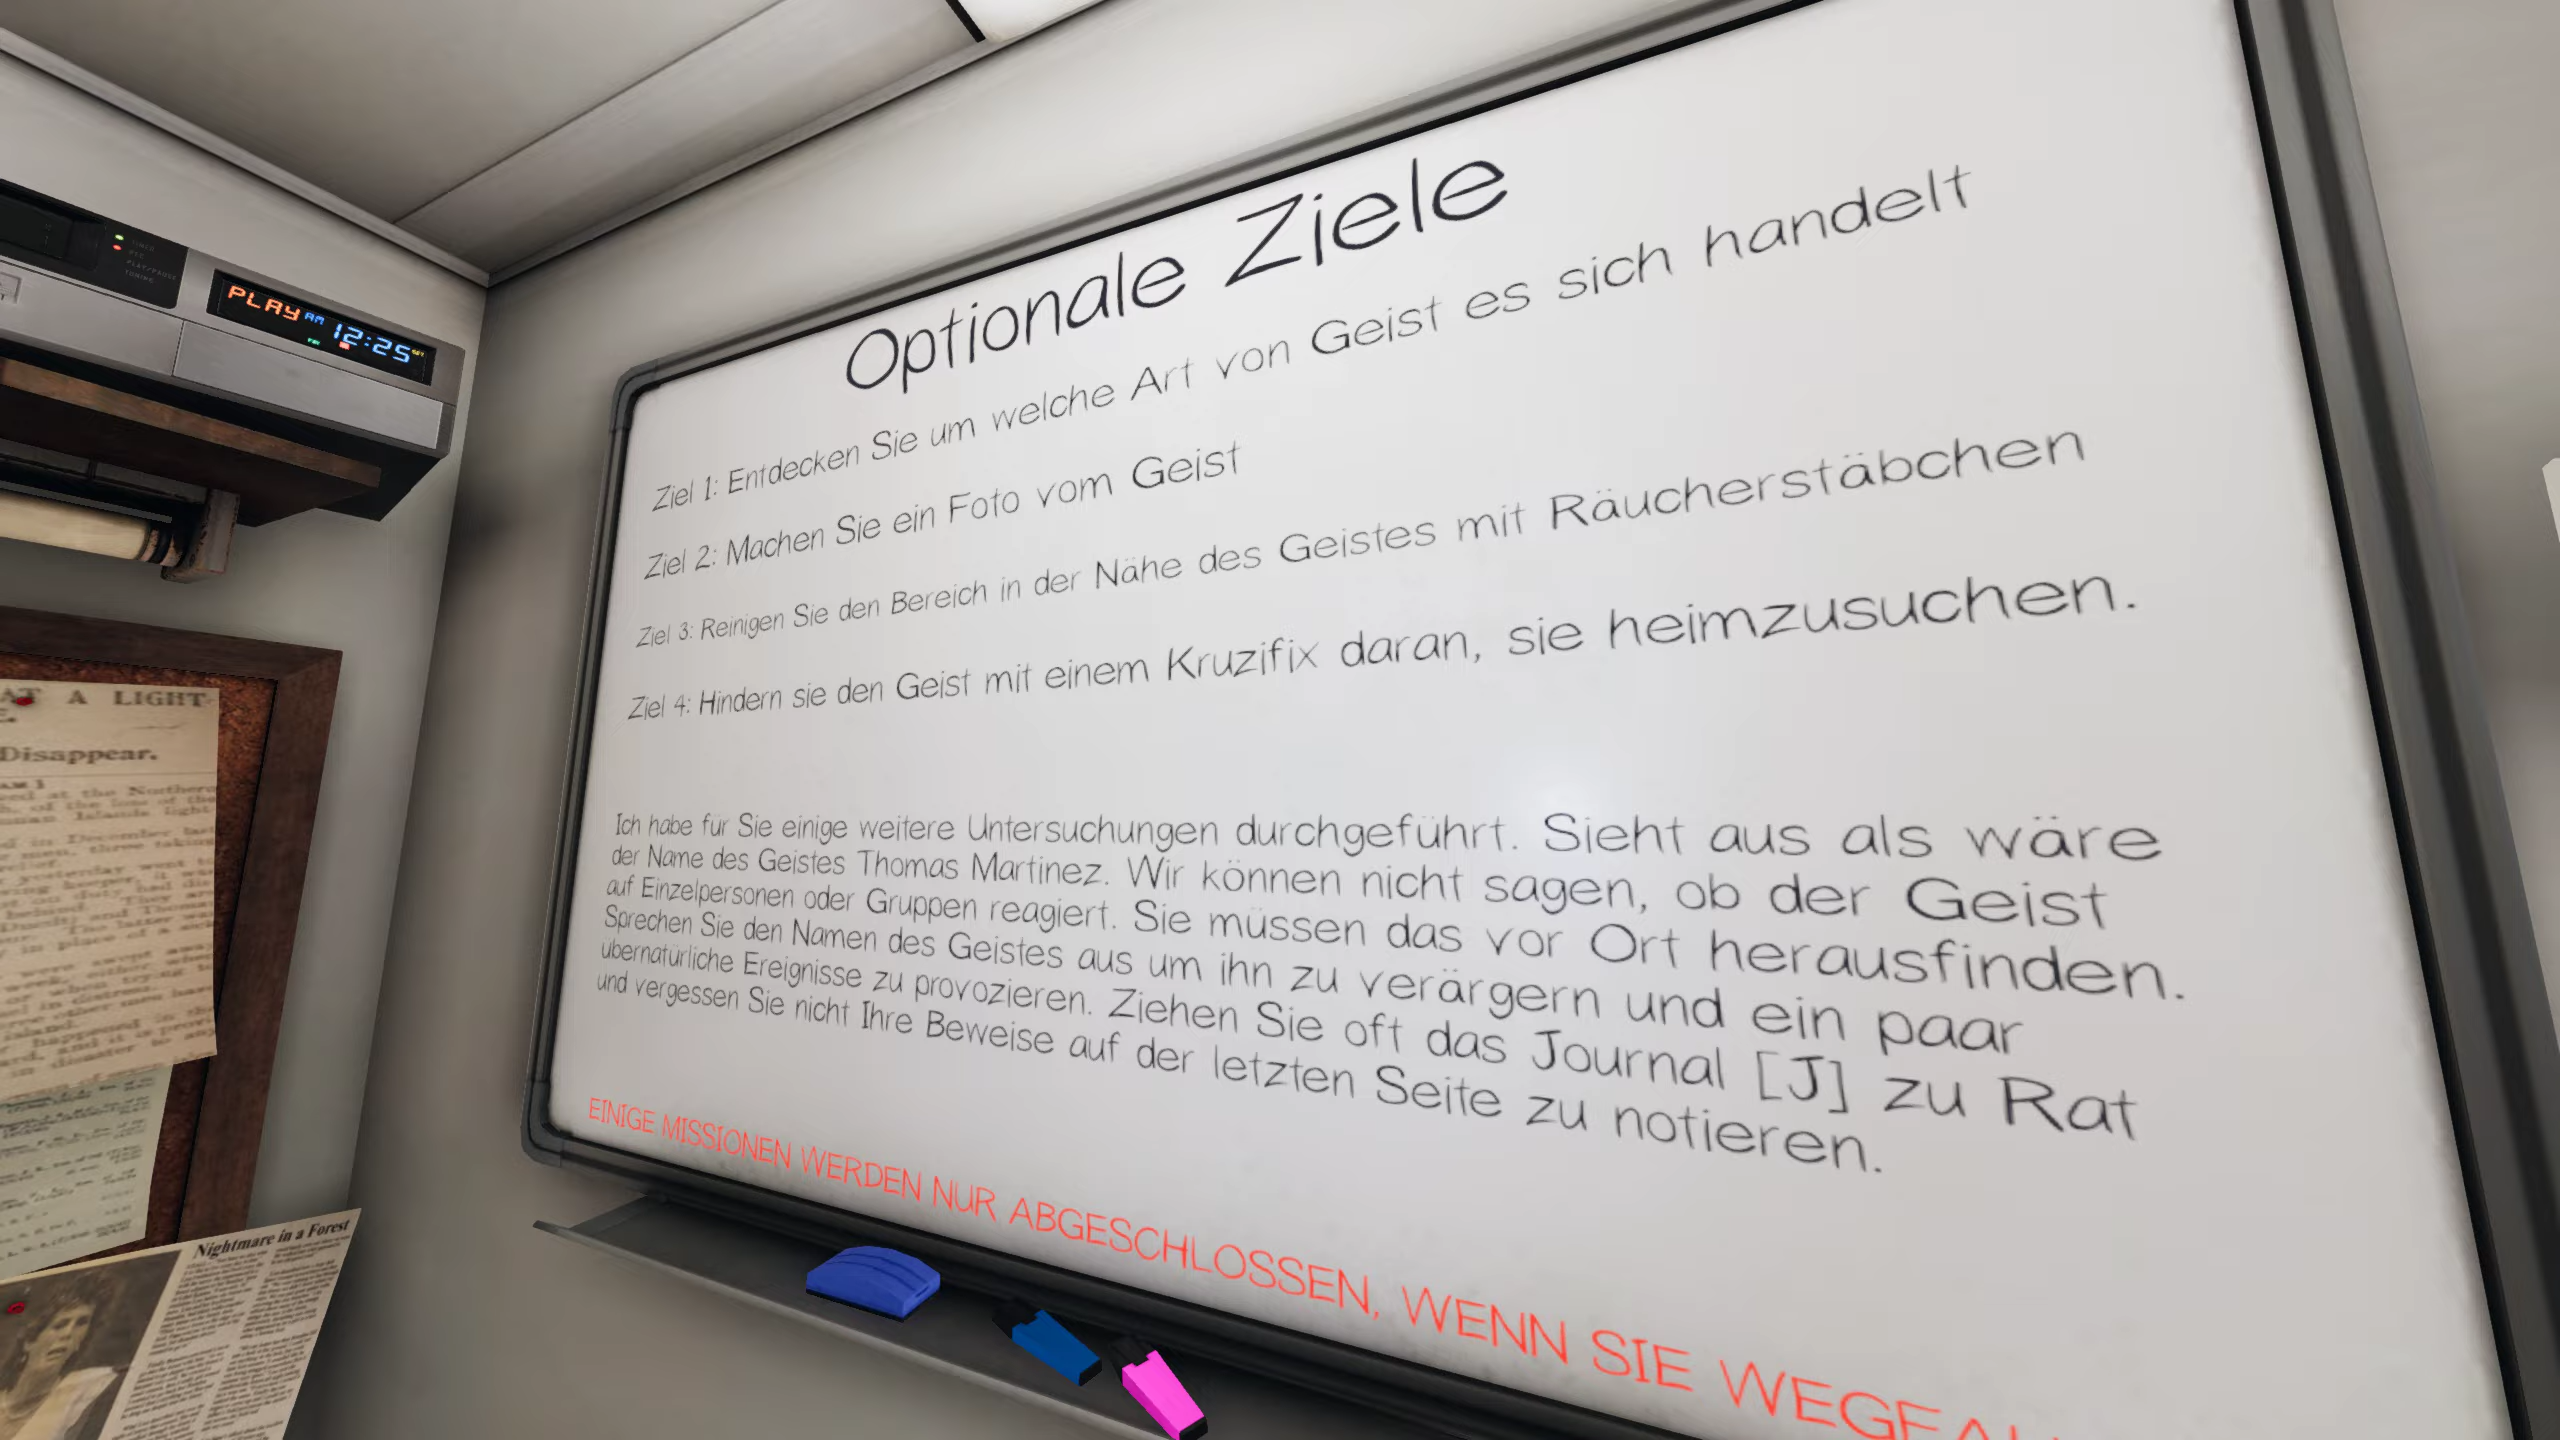 PLAY AM 12:25
Optionale Ziele
Ziel 1: Entdecken Sie um welche Art von Geist es sich handelt
Ziel 2: Machen Sie ein Foto vom Geist
Ziel 3: Reinigen Sie den Bereich in der Nähe des Geistes mit Räucherstäbchen
Ziel 4: Hindern sie den Geist mit einem Kruzifix daran, sie heimzusuchen.
Ich habe für Sie einige weitere Untersuchungen durchgeführt. Sieht aus als wäre
der Name des Geistes Thomas Martinez. Wir können nicht sagen, ob der Geist
auf Einzelpersonen oder Gruppen reagiert. Sie müssen das vor Ort herausfinden.
Sprechen Sie den Namen des Geistes aus um ihn zu verärgern und ein paar
übernatürliche Ereignisse zu provozieren. Ziehen Sie oft das Journal [J] zu Rat
und vergessen Sie nicht Ihre Beweise auf der letzten Seite zu notieren.
EINIGE MISSIONEN WERDEN NUR ABGESCHLOSSEN, WENN SIE
A LIGHT
Disappear.
Nightmare in a Forest